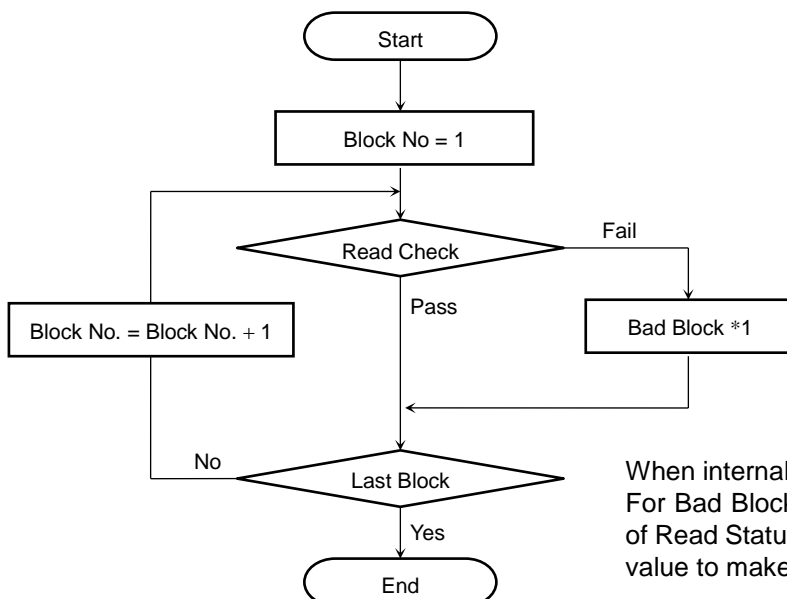 Start
Block No = 1
Read Check
Fail
Pass
Block No. = Block No. + 1
Bad Block *1
No
Last Block
Yes
End
When internal
For Bad Block
of Read Statu
value to make